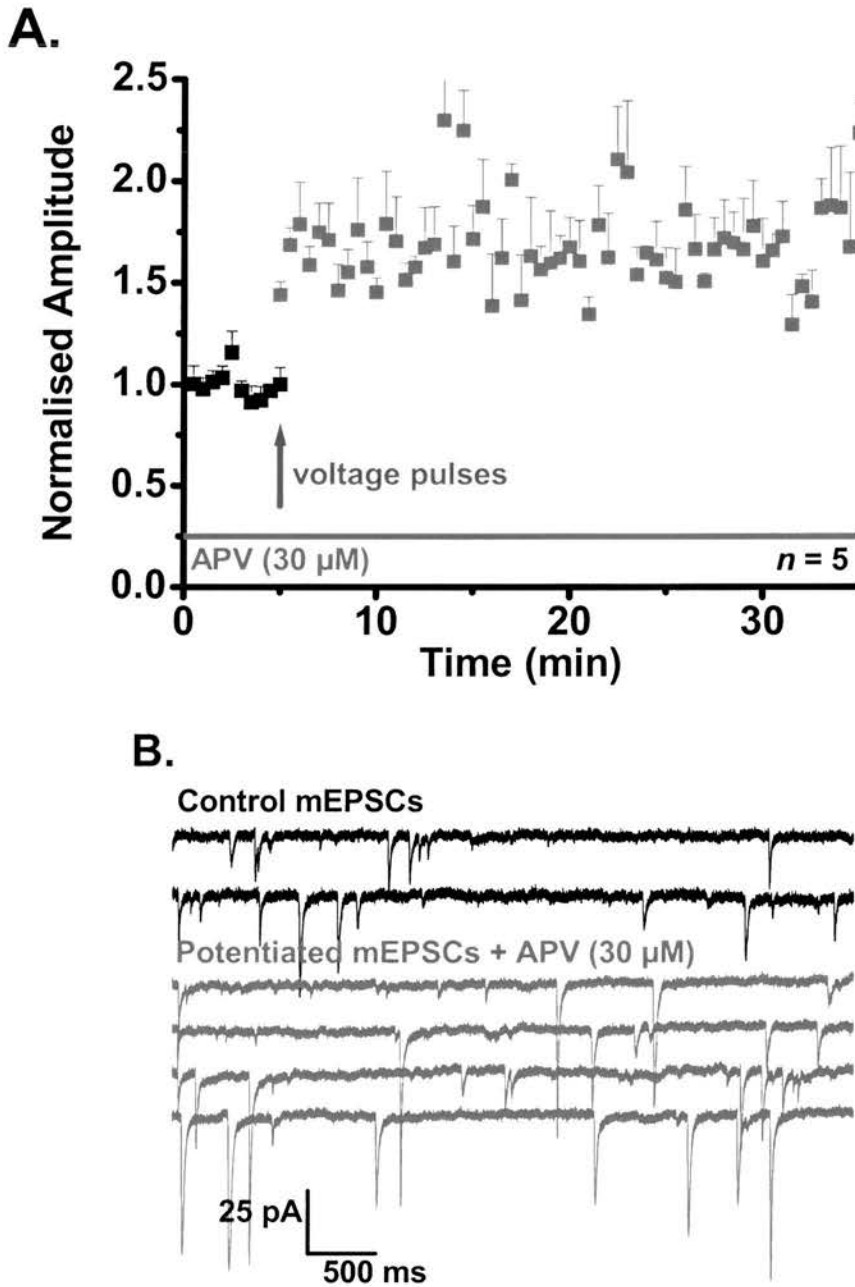 A.
Normalised Amplitude
2.5
2.0
1.5
1.0
0.5
0.0
voltage pulses
APV (30 µM)
n = 5
0
10
20
30
Time (min)
B.
Control mEPSCs
Potentiated mEPSCs + APV (30 µM)
25 pA
500 ms